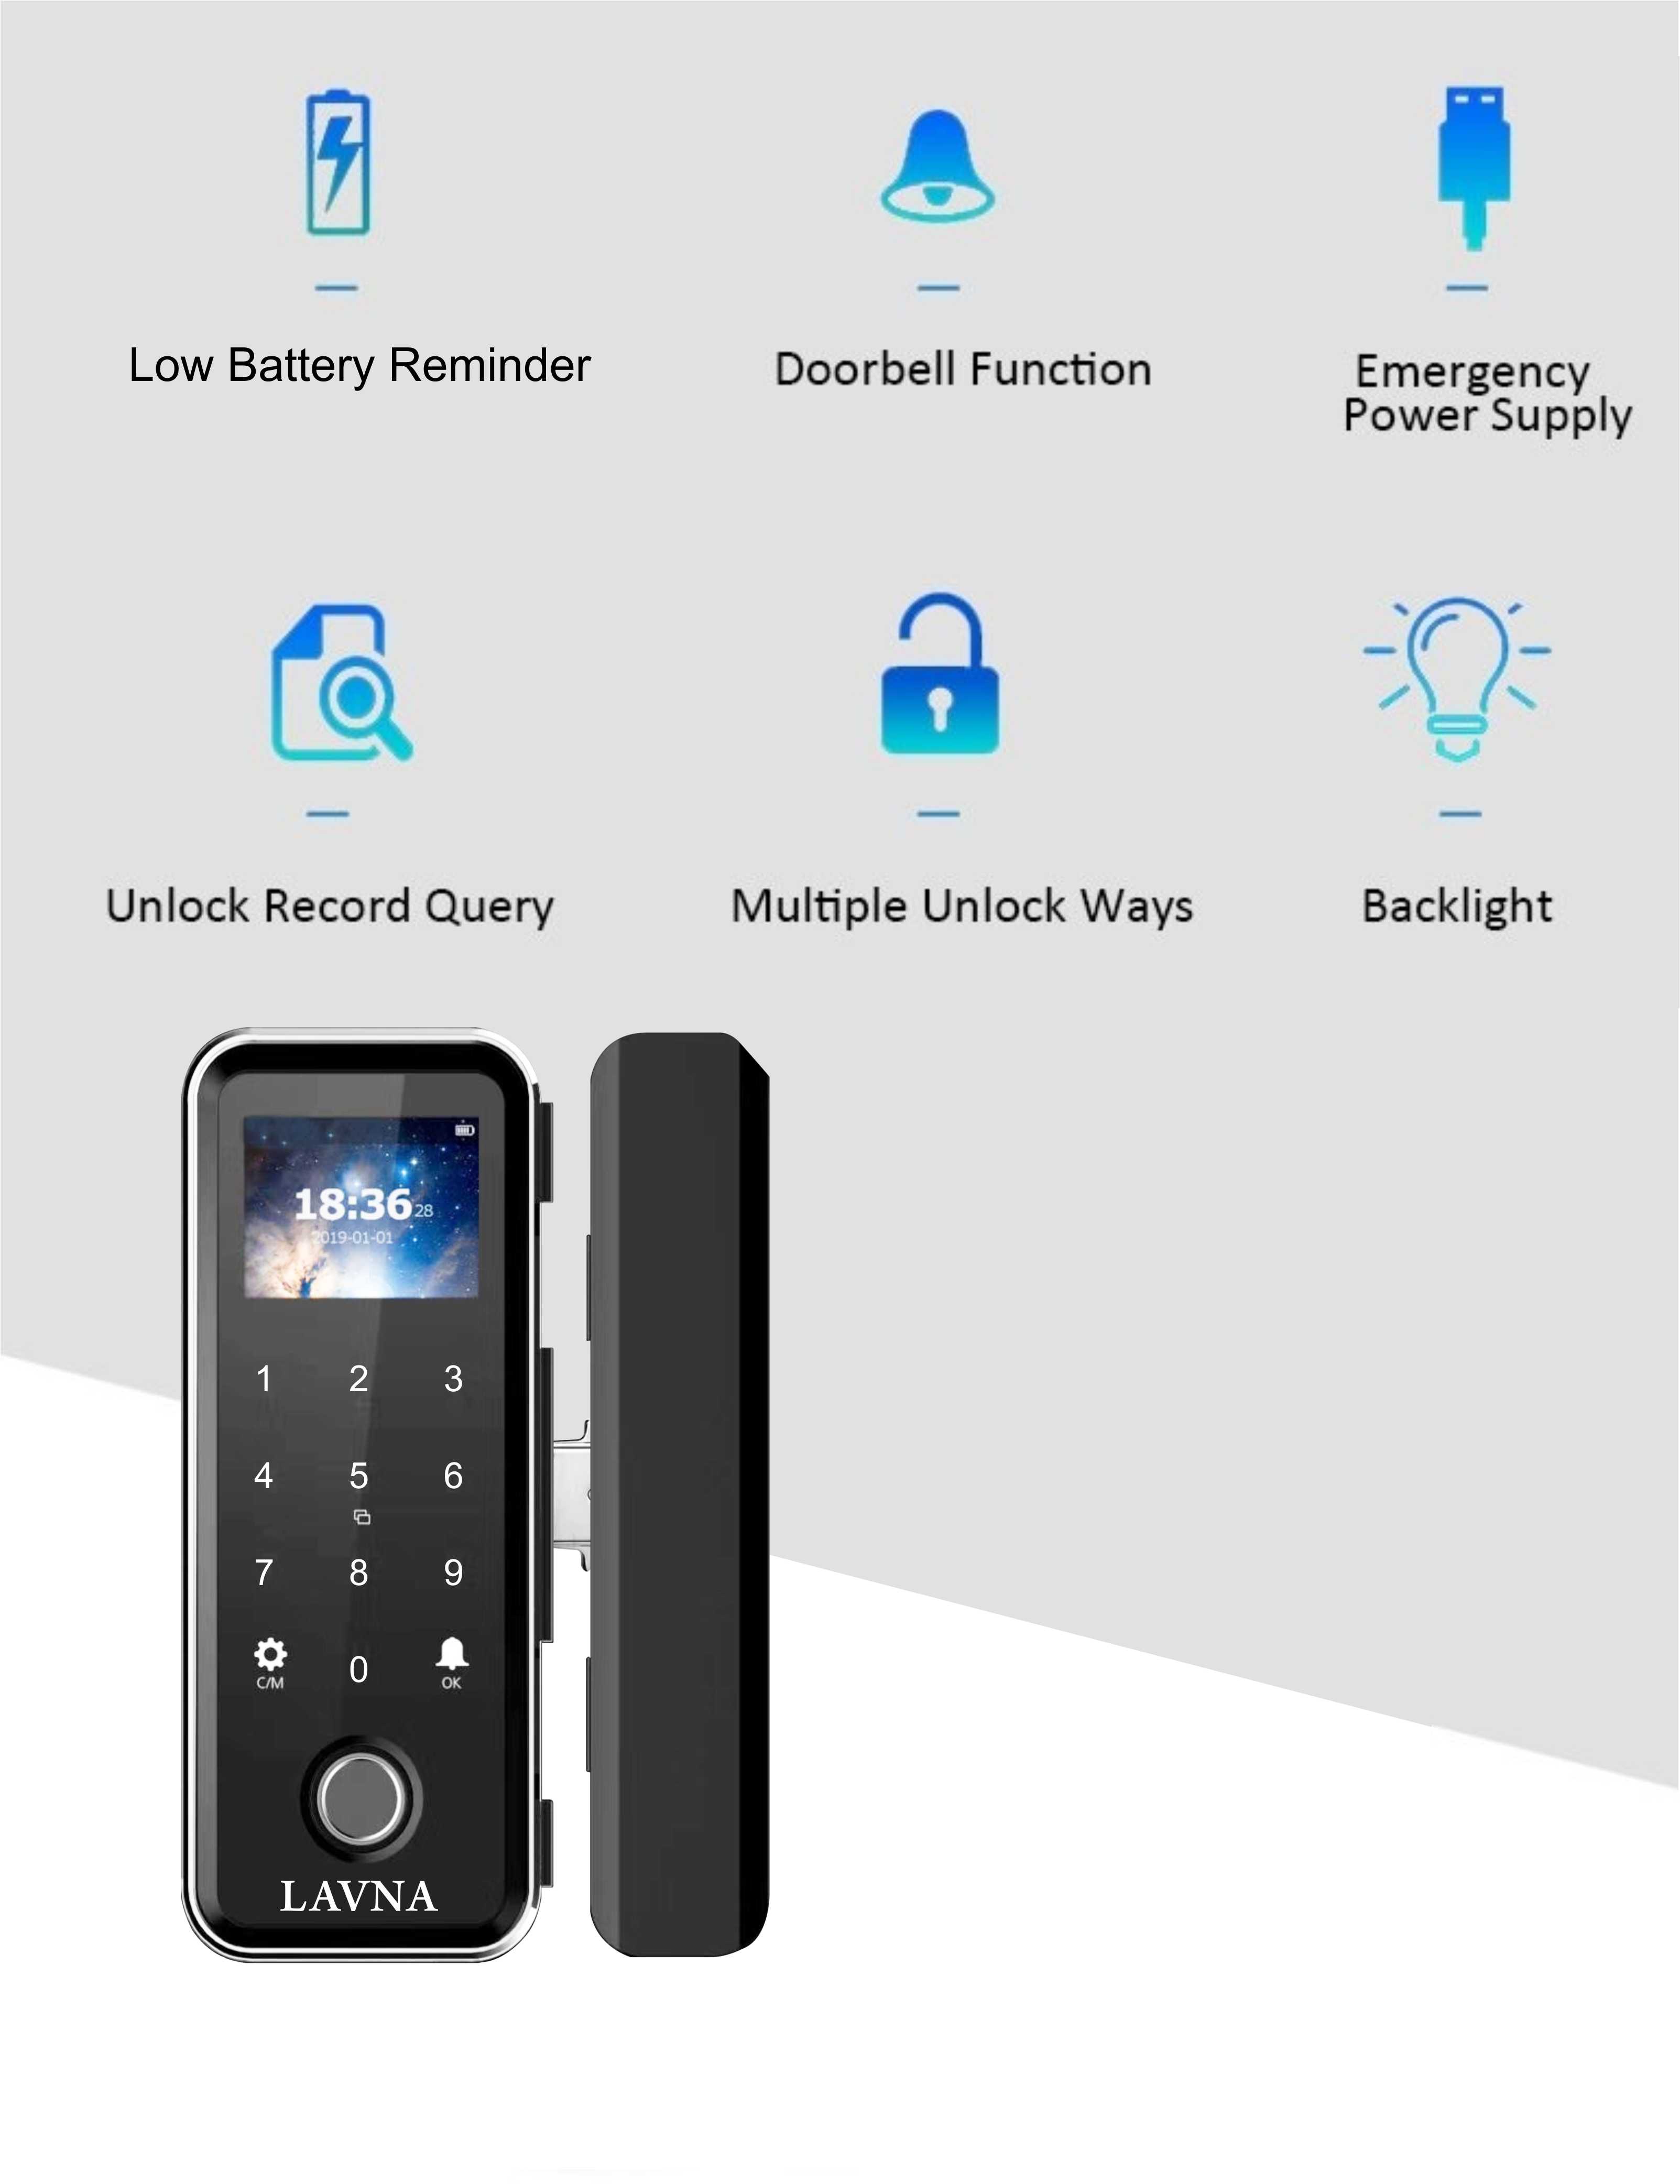 Low Battery Reminder
Doorbell Function
Emergency
Power Supply
Unlock Record Query
Multiple Unlock Ways
Backlight
18:36 28
2019-01-01
1 2 3
4 5 6
7 8 9
0
C/M OK
LAVNA